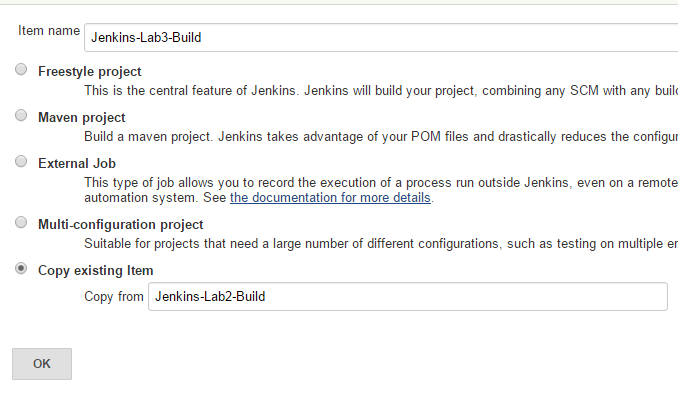 Item name
Jenkins-Lab3-Build
Freestyle project
This is the central feature of Jenkins. Jenkins will build your project, combining any SCM with any
Maven project
Build a maven project. Jenkins takes advantage of your POM files and drastically reduces the
External Job
This type of job allows you to record the execution of a process run outside Jenkins, even on a remote
automation system. See the documentation for more details.
Multi-configuration project
Suitable for projects that need a large number of different configurations, such as testing on multiple
Copy existing Item
Copy from
Jenkins-Lab2-Build
OK